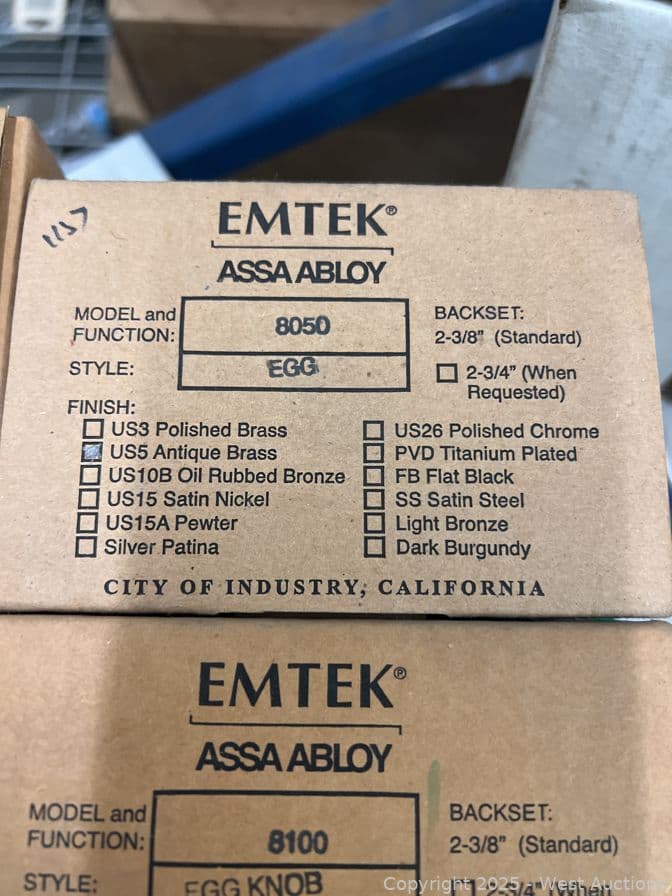 EMTEK®
ASSA ABLOY
MODEL and FUNCTION: 8050
STYLE: EGG
BACKSET:
2-3/8" (Standard)
☐ 2-3/4" (When Requested)
FINISH:
☐ US3 Polished Brass
☒ US5 Antique Brass
☐ US10B Oil Rubbed Bronze
☐ US15 Satin Nickel
☐ US15A Pewter
☐ Silver Patina
☐ US26 Polished Chrome
☐ PVD Titanium Plated
☐ FB Flat Black
☐ SS Satin Steel
☐ Light Bronze
☐ Dark Burgundy
CITY OF INDUSTRY, CALIFORNIA
EMTEK®
ASSA ABLOY
MODEL and FUNCTION: 8100
STYLE: EGG KNOB
BACKSET:
2-3/8" (Standard)
Copyright 2025 - West Auctions